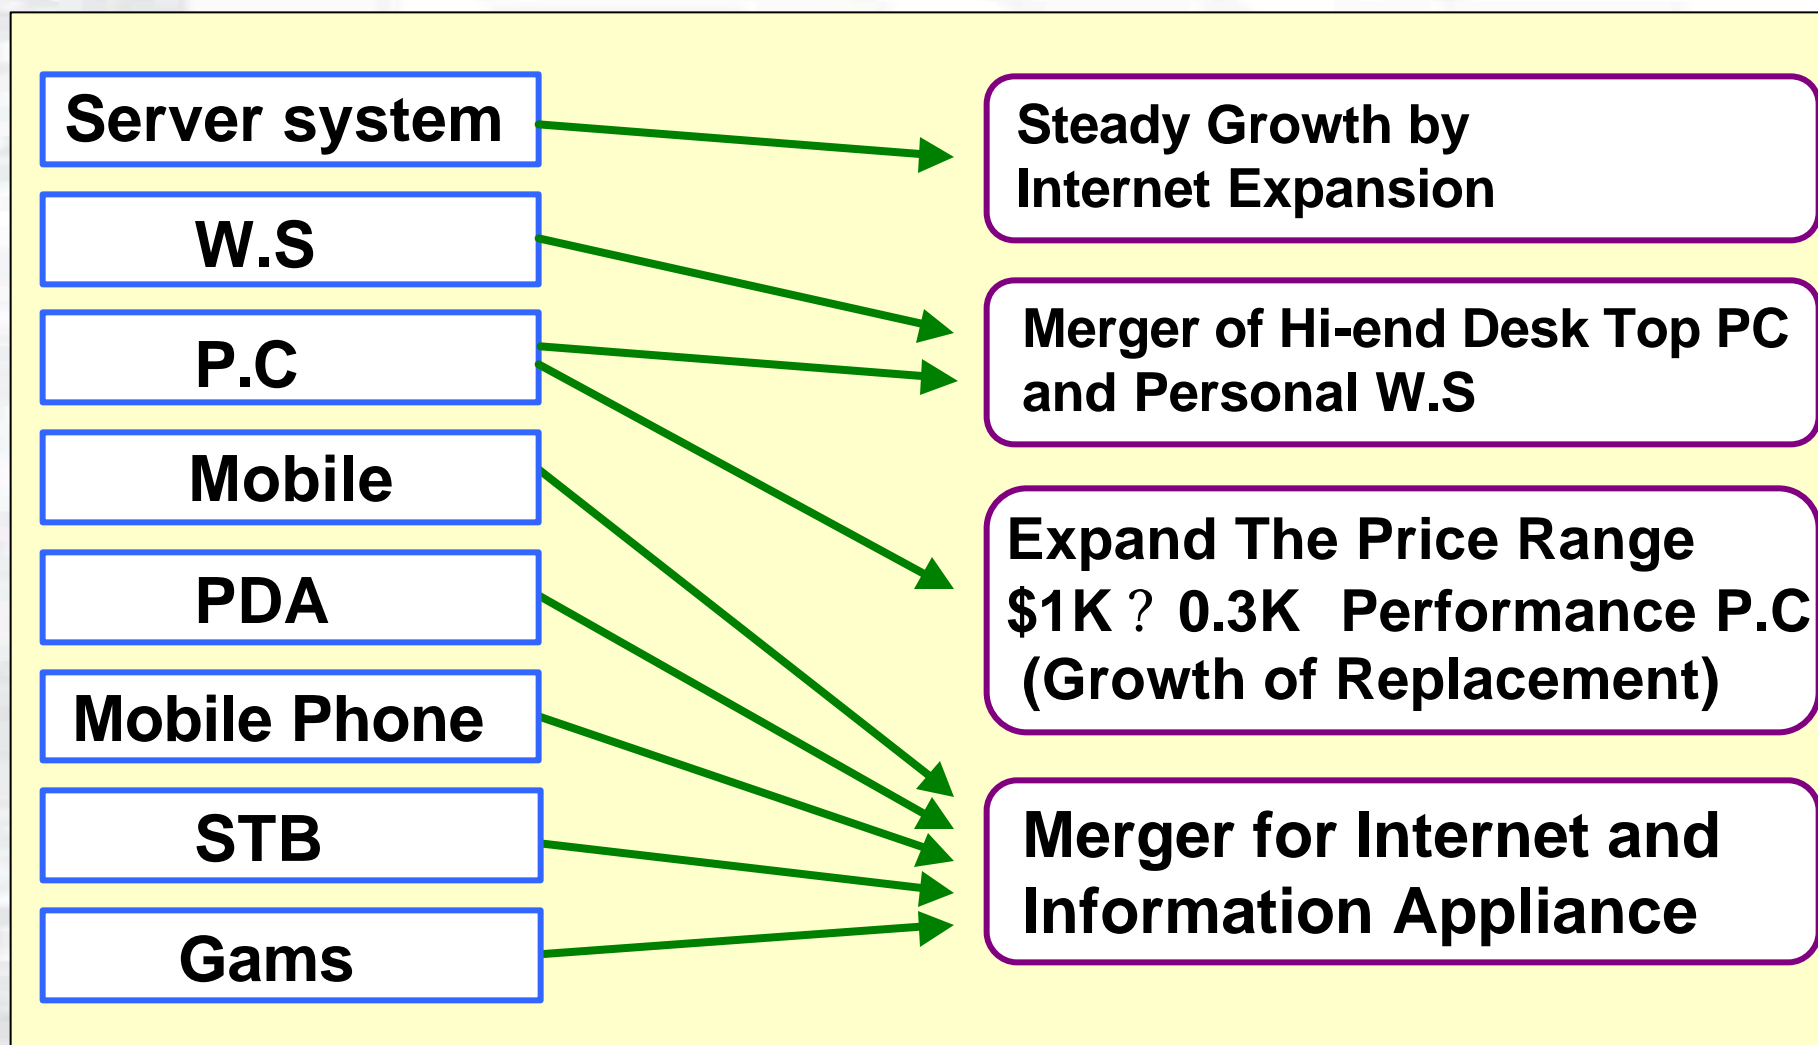 Server system
W.S
P.C
Mobile
PDA
Mobile Phone
STB
Gams
Steady Growth by
Internet Expansion
Merger of Hi-end Desk Top PC
and Personal W.S
Expand The Price Range
$1K ? 0.3K Performance P.C
(Growth of Replacement)
Merger for Internet and
Information Appliance